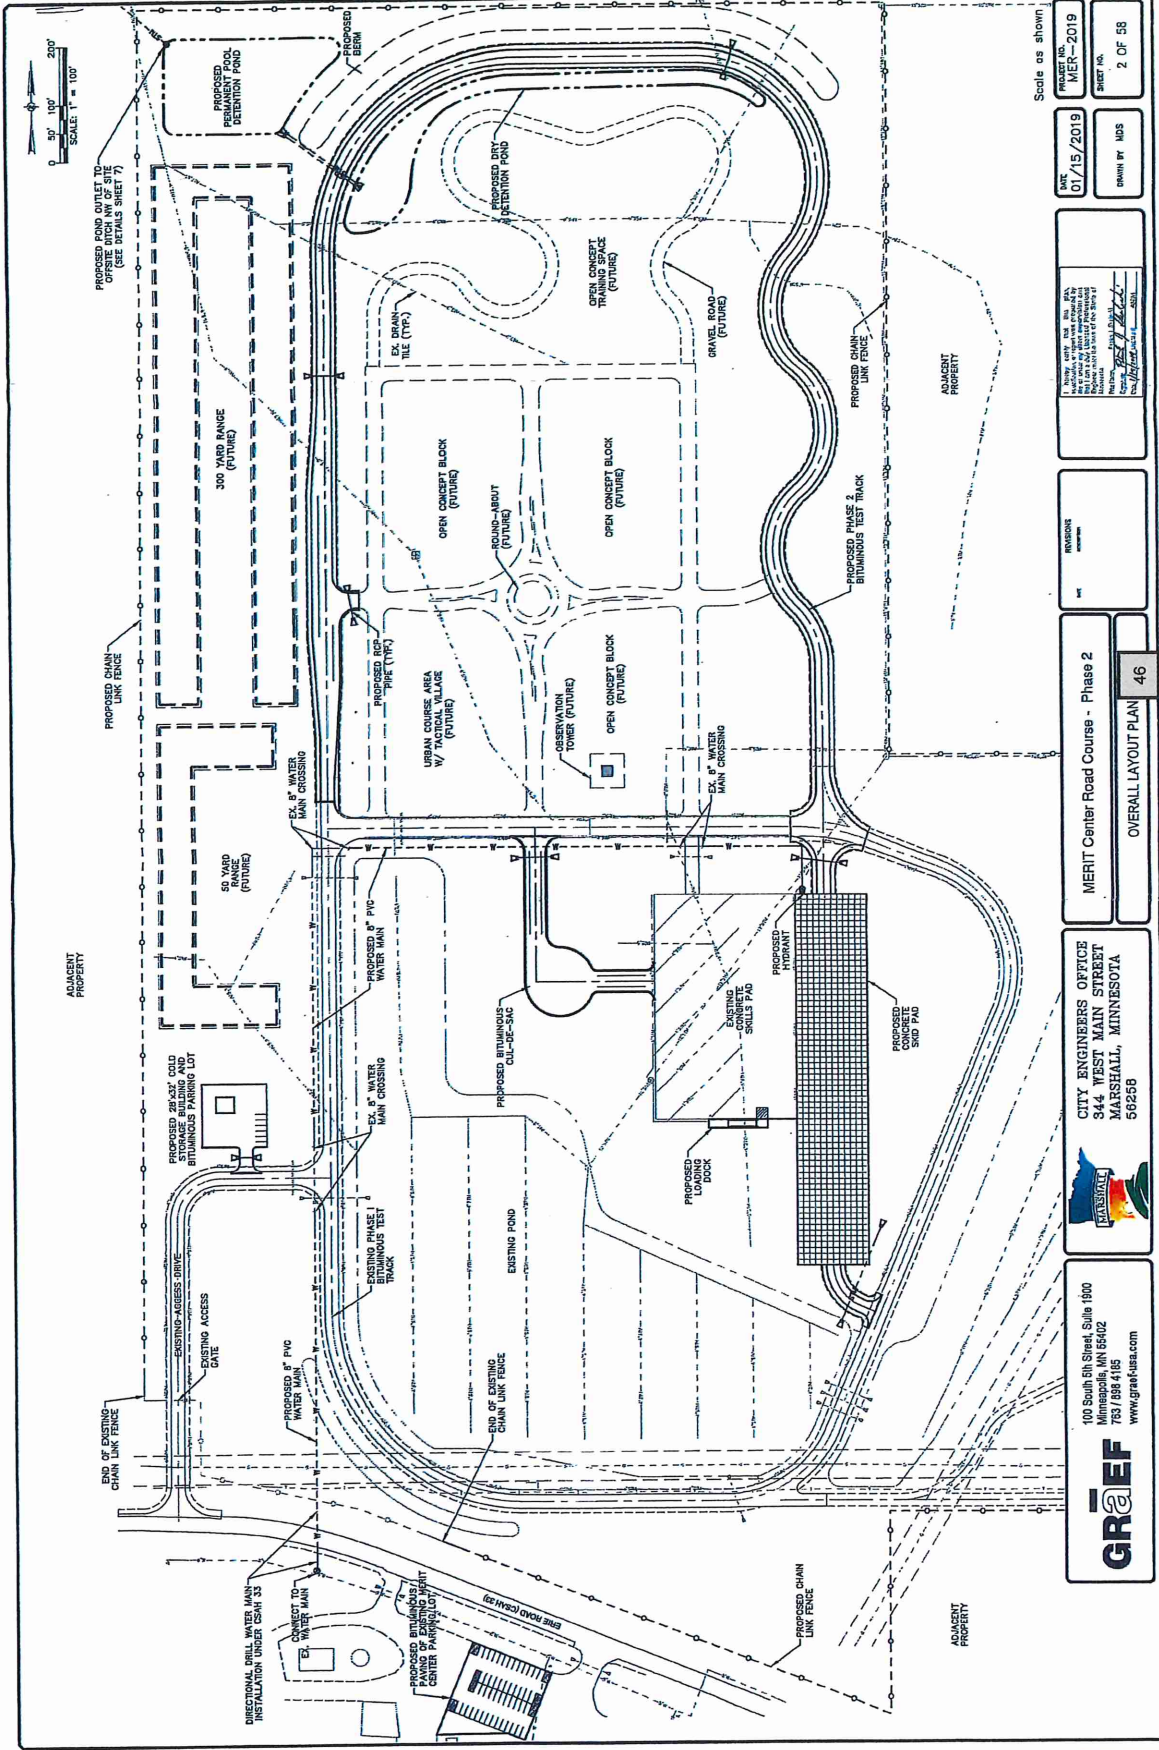 0 50' 100' 200'
SCALE: 1" = 100'
PROPOSED POND OUTLET TO
OFFSITE DITCH NW OF SITE
(SEE DETAILS SHEET 7)
PROPOSED
PERMANENT POOL
DETENTION POND
PROPOSED
BERM
PROPOSED CHAIN
LINK FENCE
300 YARD RANGE
(FUTURE)
EX. DRAIN
TILE (TYP.)
PROPOSED DRY
DETENTION POND
OPEN CONCEPT
TRAINING SPACE
(FUTURE)
GRAVEL ROAD
(FUTURE)
PROPOSED CHAIN
LINK FENCE
ADJACENT
PROPERTY
OPEN CONCEPT BLOCK
(FUTURE)
ROUND-ABOUT
(FUTURE)
OPEN CONCEPT BLOCK
(FUTURE)
PROPOSED PHASE 2
BITUMINOUS TEST TRACK
PROPOSED RCP
PIPE (TYP.)
URBAN COURSE AREA
W/ TACTICAL VILLAGE
(FUTURE)
OBSERVATION
TOWER (FUTURE)
OPEN CONCEPT BLOCK
(FUTURE)
EX. 8" WATER
MAIN CROSSING
EX. 8" WATER
MAIN CROSSING
ADJACENT
PROPERTY
50 YARD
RANGE
(FUTURE)
PROPOSED 8" PVC
WATER MAIN
PROPOSED 28'x32' COLD
STORAGE BUILDING AND
BITUMINOUS PARKING LOT
EX. 8" WATER
MAIN CROSSING
PROPOSED BITUMINOUS
CUL-DE-SAC
PROPOSED
HYDRANT
EXISTING
CONCRETE
SKILLS PAD
PROPOSED
CONCRETE
SKID PAD
PROPOSED
LOADING
DOCK
EXISTING ACCESS DRIVE
EXISTING ACCESS
GATE
EXISTING PHASE 1
BITUMINOUS TEST
TRACK
EXISTING POND
END OF EXISTING
CHAIN LINK FENCE
PROPOSED 8" PVC
WATER MAIN
END OF EXISTING
CHAIN LINK FENCE
DIRECTIONAL DRILL WATER MAIN
INSTALLATION UNDER CSAH 33
CONNECT TO
EX. WATER MAIN
PROPOSED BITUMINOUS
PAVING OF EXISTING MERIT
CENTER PARKING LOT
ERIE ROAD (CSAH 33)
PROPOSED CHAIN
LINK FENCE
ADJACENT
PROPERTY
GRaEF
100 South 5th Street, Suite 1900
Minneapolis, MN 55402
763 / 898 4185
www.graef-usa.com
MARSHALL
CITY ENGINEERS OFFICE
344 WEST MAIN STREET
MARSHALL, MINNESOTA
56258
MERIT Center Road Course - Phase 2
OVERALL LAYOUT PLAN
46
REVISIONS
DATE
Scale as shown
DATE
01/15/2019
PROJECT NO.
MER-2019
DRAWN BY MDS
SHEET NO.
2 OF 58